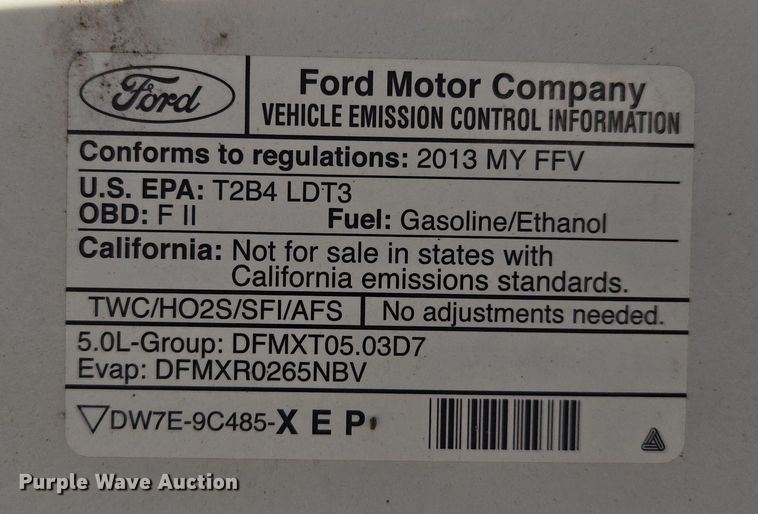 Ford
Ford Motor Company
VEHICLE EMISSION CONTROL INFORMATION
Conforms to regulations: 2013 MY FFV
U.S. EPA: T2B4 LDT3
OBD: F II Fuel: Gasoline/Ethanol
California: Not for sale in states with
California emissions standards.
TWC/HO2S/SFI/AFS No adjustments needed.
5.0L-Group: DFMXT05.03D7
Evap: DFMXR0265NBV
DW7E-9C485-X E P
Purple Wave Auction